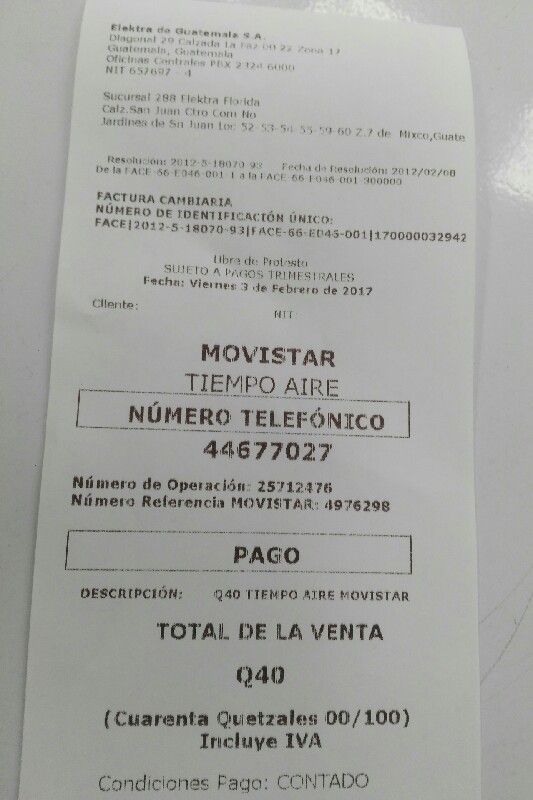 Elektra de Guatemala S.A.
Diagonal 29 Calzada La Paz 00-22 Zona 17
Guatemala, Guatemala
Oficinas Centrales PBX 2324 6000
NIT 657697 - 4
Sucursal 288 Elektra Florida
Calz.San Juan Ctro Com No
Jardines de Sn Juan Loc 52-53-54-55-59-60 Z.7 de Mixco,Guate
Resolución: 2012-5-18070-93 Fecha de Resolución: 2012/02/08
De la FACE-66-E046-001-1 a la FACE-66-E046-001-300000
FACTURA CAMBIARIA
NÚMERO DE IDENTIFICACIÓN ÚNICO:
FACE|2012-5-18070-93|FACE-66-E046-001|170000032942
Libre de Protesto
SUJETO A PAGOS TRIMESTRALES
Fecha: Viernes 3 de Febrero de 2017
Cliente:
NIT:
MOVISTAR
TIEMPO AIRE
NÚMERO TELEFÓNICO
44677027
Número de Operación: 25712476
Número Referencia MOVISTAR: 4976298
PAGO
DESCRIPCIÓN: Q40 TIEMPO AIRE MOVISTAR
TOTAL DE LA VENTA
Q40
(Cuarenta Quetzales 00/100)
Incluye IVA
Condiciones Pago: CONTADO